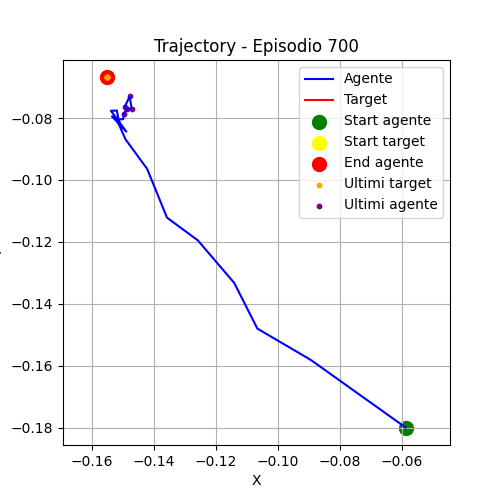 Trajectory - Episodio 700
Agente
Target
Start agente
Start target
End agente
Ultimi target
Ultimi agente
−0.08
−0.10
−0.12
−0.14
−0.16
−0.18
−0.16
−0.14
−0.12
−0.10
−0.08
−0.06
X